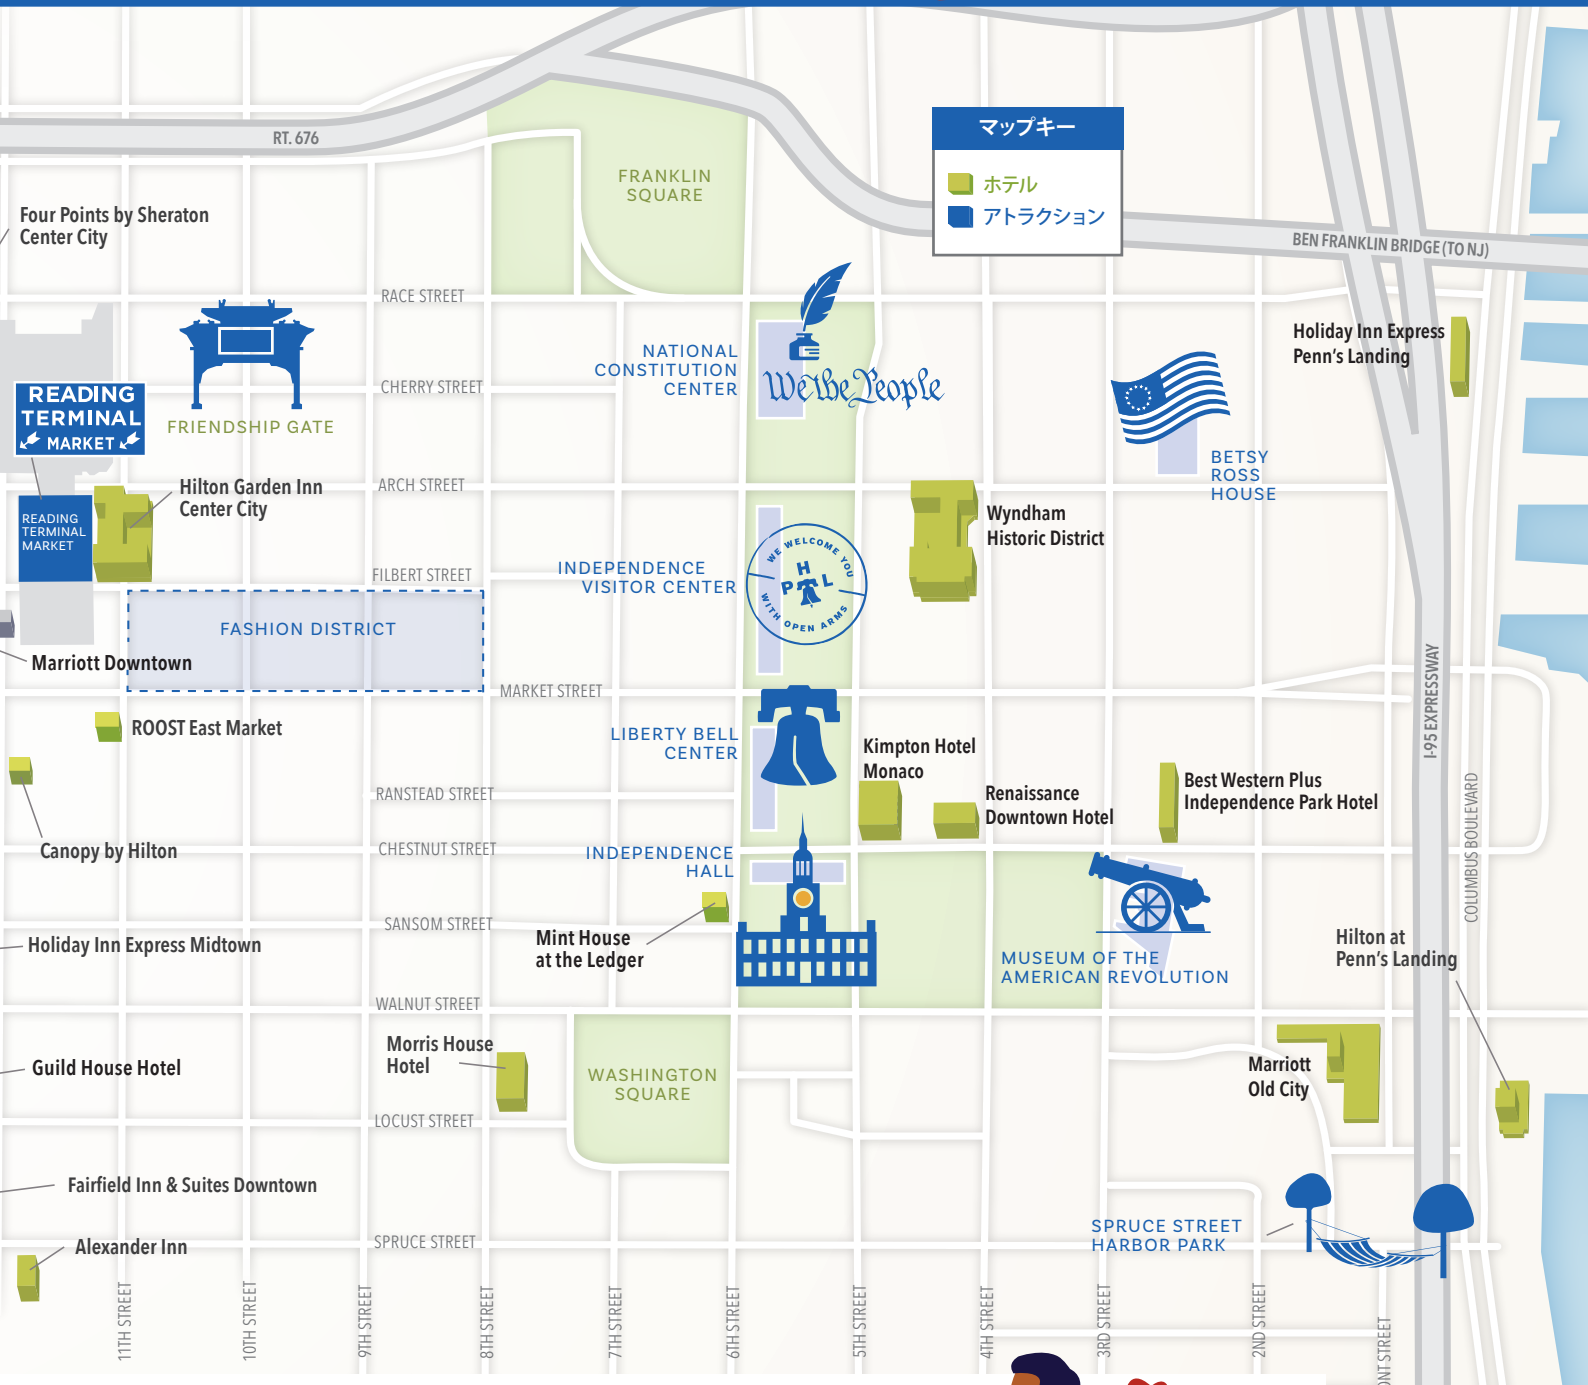 RT. 676
FRANKLIN
SQUARE
マップキー
ホテル
アトラクション
BEN FRANKLIN BRIDGE (TO NJ)
Four Points by Sheraton
Center City
RACE STREET
NATIONAL
CONSTITUTION
CENTER
We the People
Holiday Inn Express
Penn's Landing
CHERRY STREET
READING
TERMINAL
MARKET
FRIENDSHIP GATE
BETSY
ROSS
HOUSE
Hilton Garden Inn
Center City
ARCH STREET
READING
TERMINAL
MARKET
Wyndham
Historic District
FILBERT STREET
INDEPENDENCE
VISITOR CENTER
WE WELCOME YOU
PHL
WITH OPEN ARMS
FASHION DISTRICT
Marriott Downtown
MARKET STREET
I-95 EXPRESSWAY
ROOST East Market
LIBERTY BELL
CENTER
Kimpton Hotel
Monaco
Renaissance
Downtown Hotel
Best Western Plus
Independence Park Hotel
COLUMBUS BOULEVARD
RANSTEAD STREET
Canopy by Hilton
CHESTNUT STREET
INDEPENDENCE
HALL
SANSOM STREET
Holiday Inn Express Midtown
Mint House
at the Ledger
MUSEUM OF THE
AMERICAN REVOLUTION
Hilton at
Penn's Landing
WALNUT STREET
Morris House
Hotel
Guild House Hotel
WASHINGTON
SQUARE
Marriott
Old City
LOCUST STREET
Fairfield Inn & Suites Downtown
Alexander Inn
SPRUCE STREET
SPRUCE STREET
HARBOR PARK
11TH STREET
10TH STREET
9TH STREET
8TH STREET
7TH STREET
6TH STREET
5TH STREET
4TH STREET
3RD STREET
2ND STREET
STREET